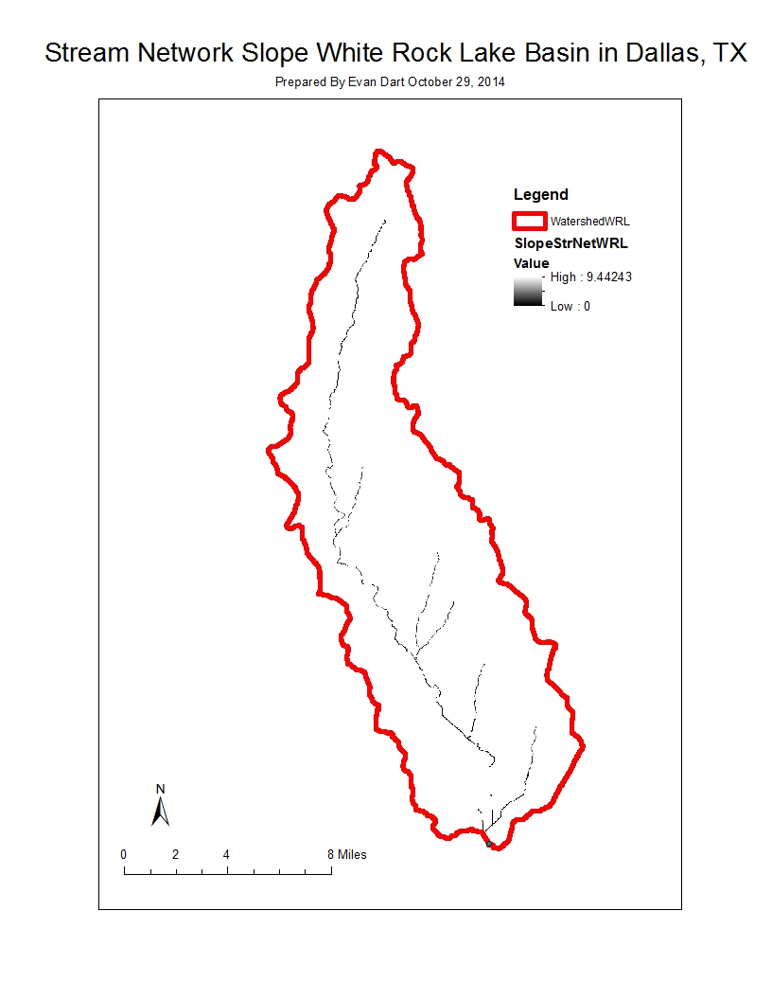 Stream Network Slope White Rock Lake Basin in Dallas, TX
Prepared By Evan Dart October 29, 2014
Legend
WatershedWRL
SlopeStrNetWRL
Value
High : 9.44243
Low : 0
N
0 2 4 8 Miles